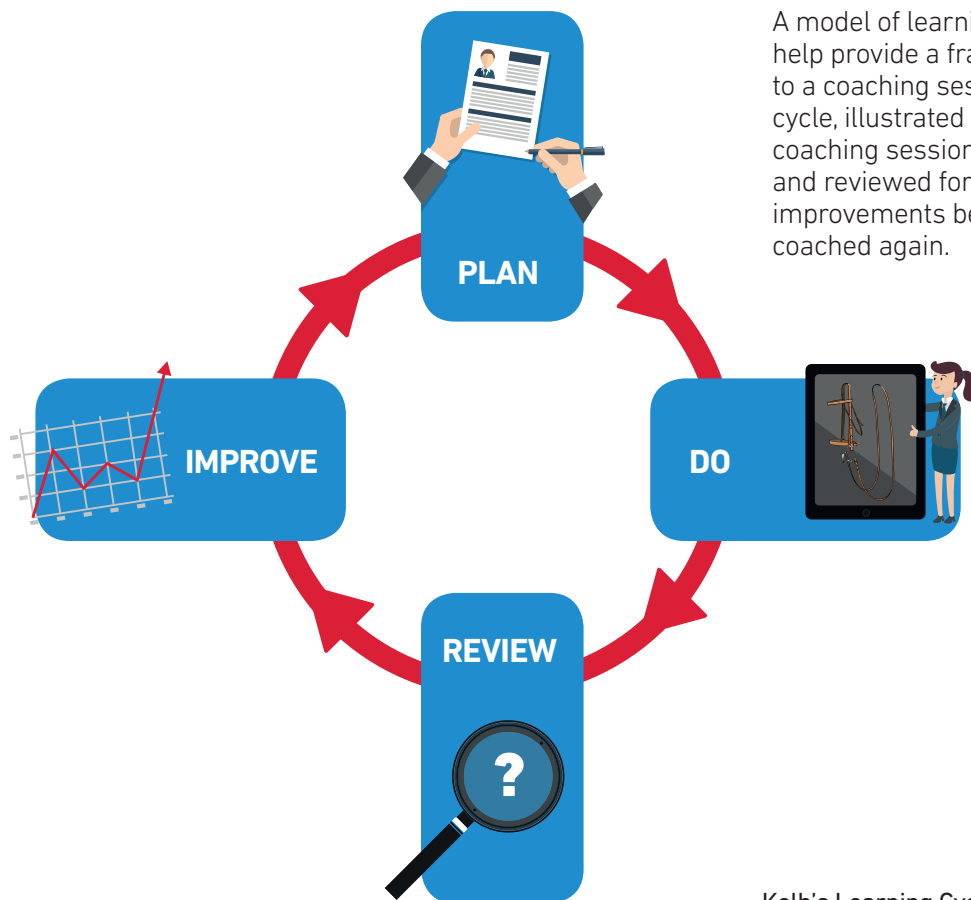 A model of
help provide a
to a coaching
cycle, illustrated
coaching session
and reviewed for
improvements
coached again.
PLAN
IMPROVE
DO
REVIEW
?
Kolb's Learning